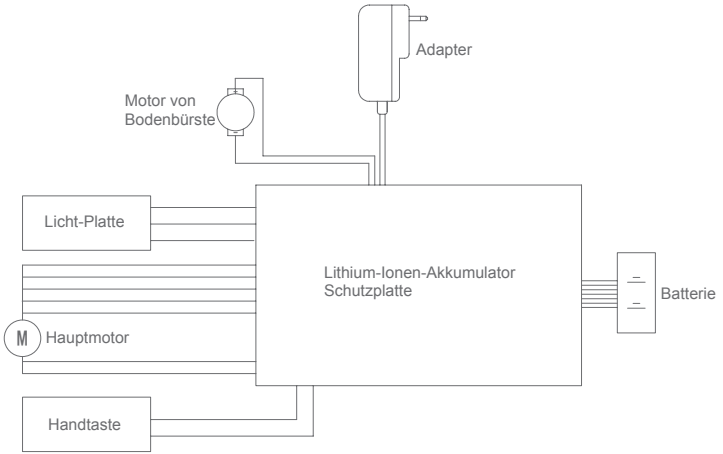 Adapter
Motor von
Bodenbürste
Licht-Platte
Lithium-Ionen-Akkumulator
Schutzplatte
Batterie
M
Hauptmotor
Handtaste